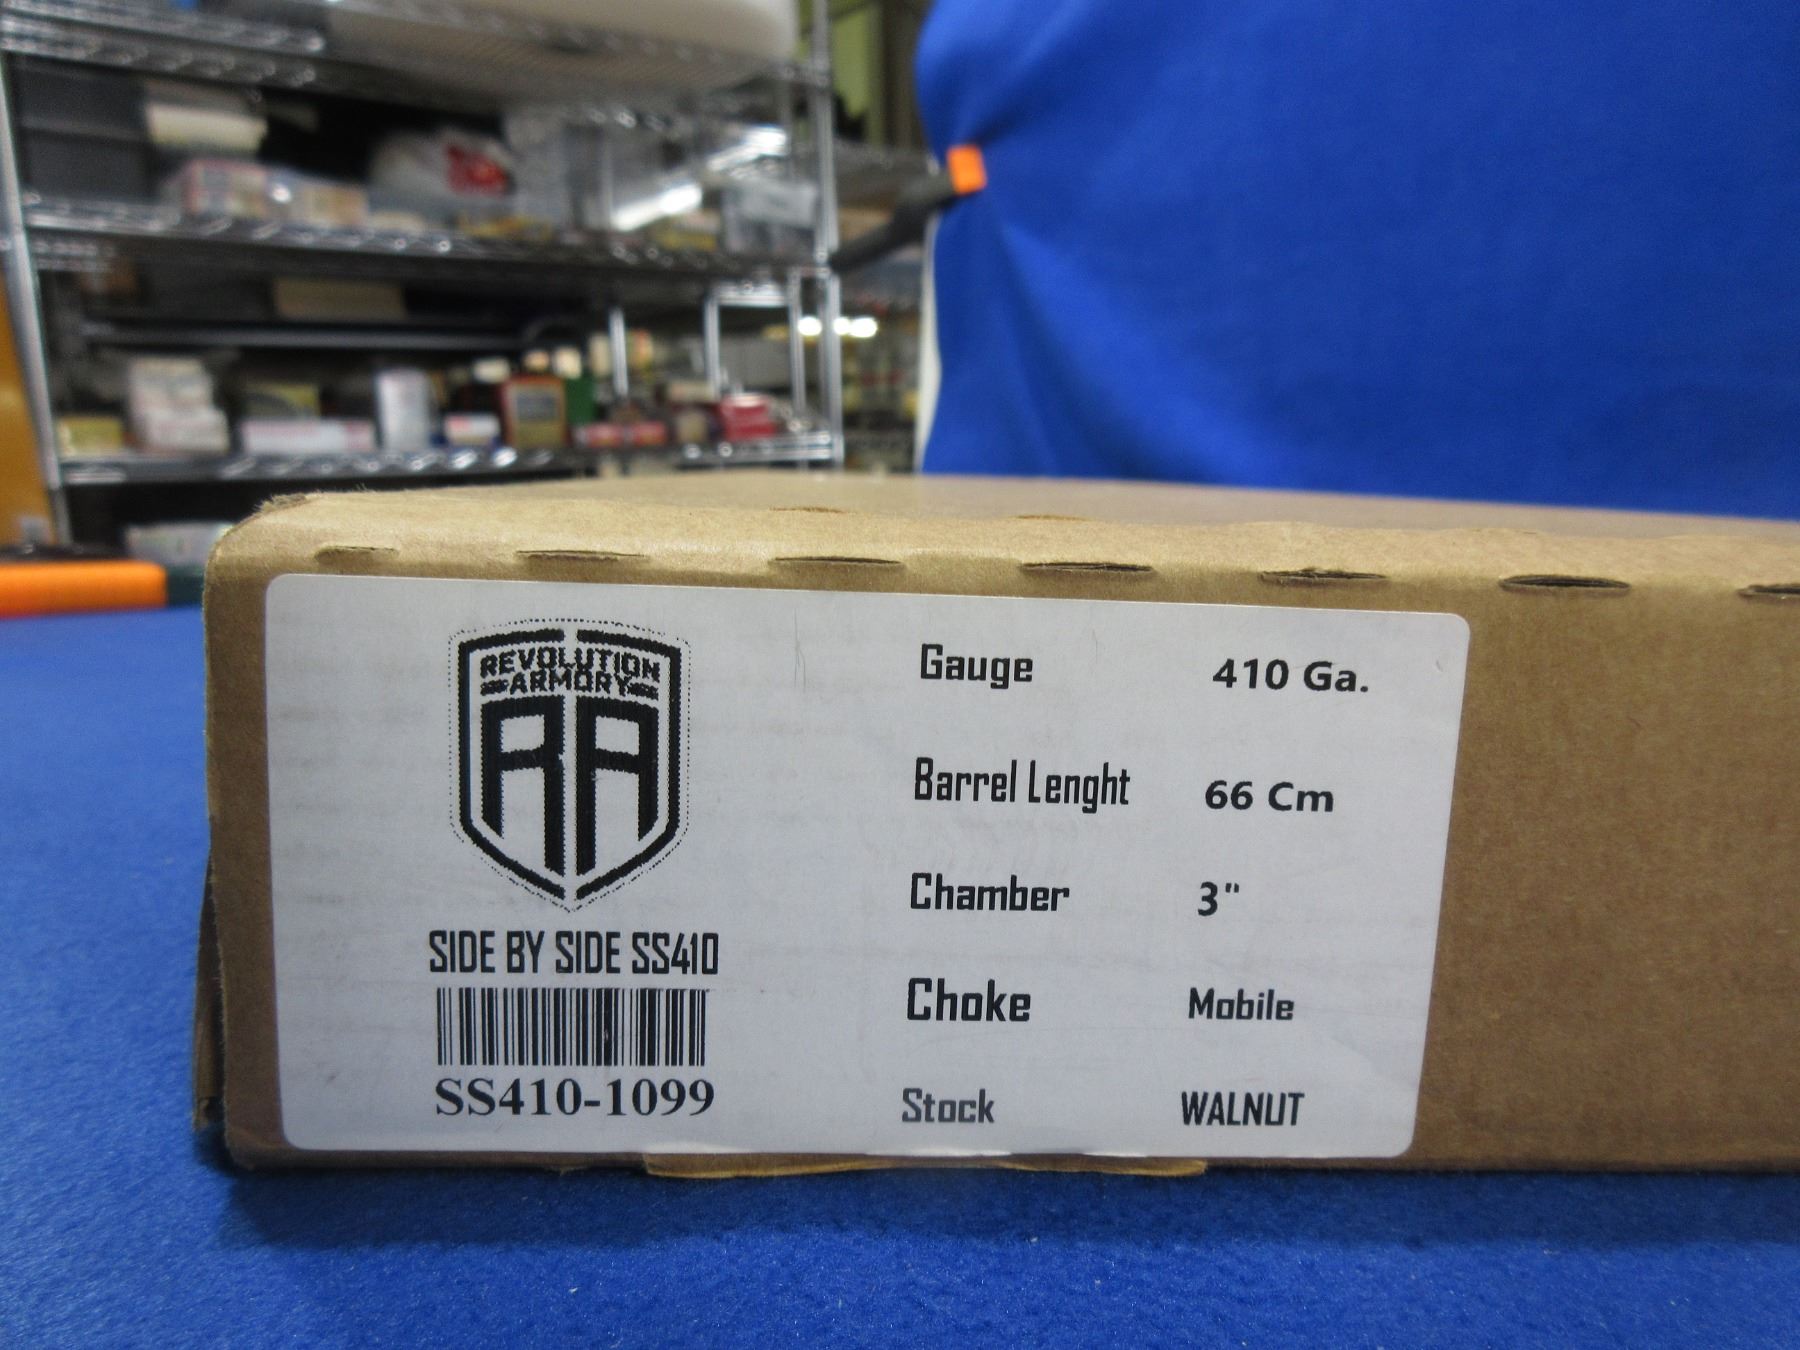 REVOLUTION
ARMORY
RA
SIDE BY SIDE SS410
SS410-1099
Gauge 410 Ga.
Barrel Lenght 66 Cm
Chamber 3"
Choke Mobile
Stock WALNUT